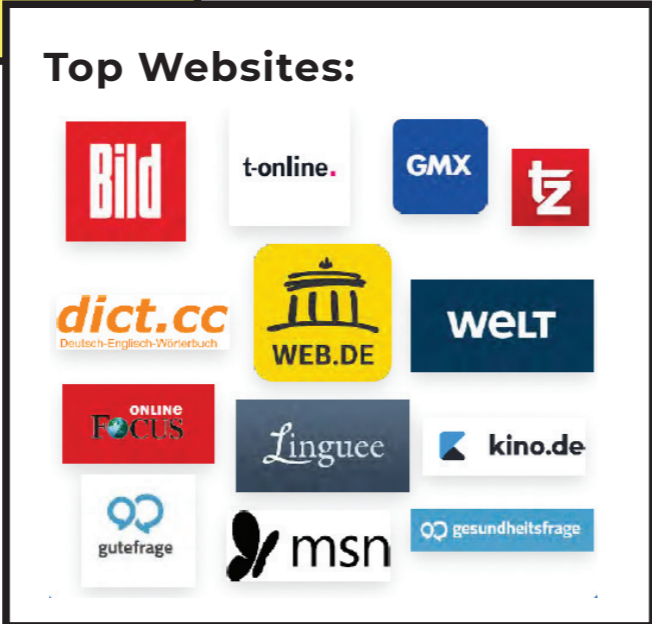 Top Websites:
Bild
t-online.
GMX
tz
dict.cc
Deutsch-Englisch-Wörterbuch
WEB.DE
WELT
ONLINE
FOCUS
Linguee
kino.de
gutefrage
msn
gesundheitsfrage